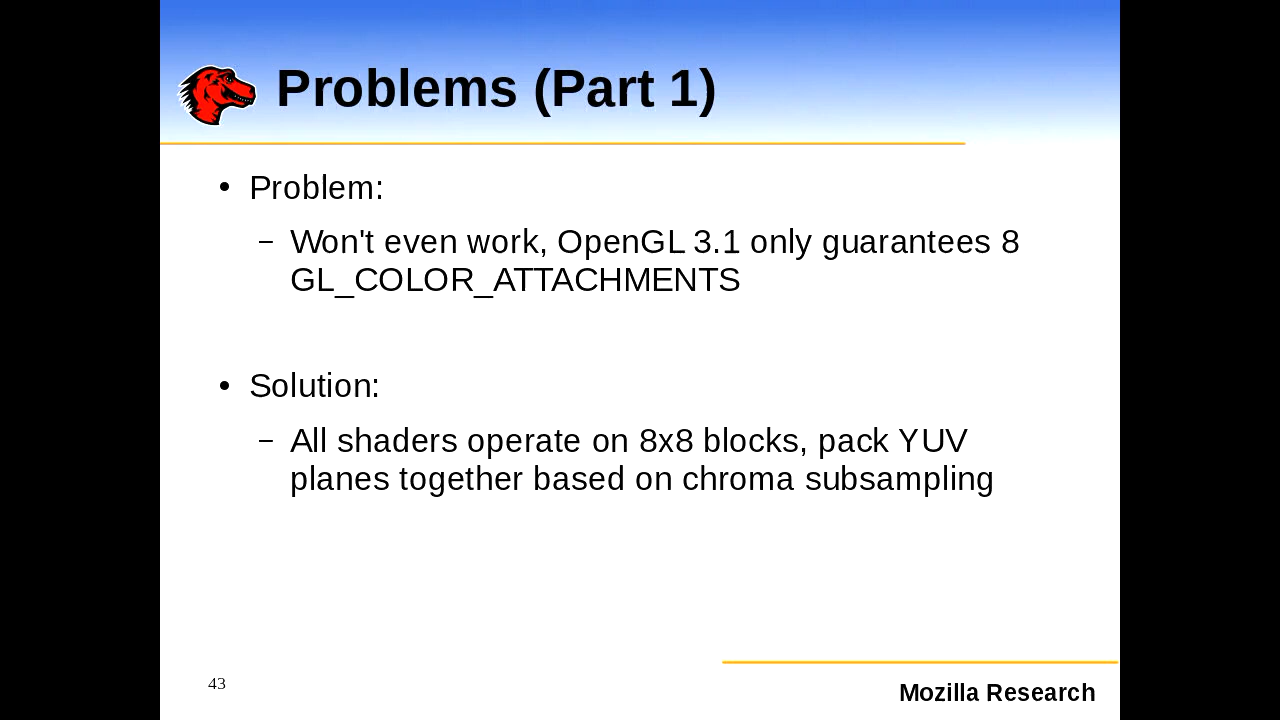 Problems (Part 1)
• Problem:
– Won't even work, OpenGL 3.1 only guarantees 8
GL_COLOR_ATTACHMENTS
• Solution:
– All shaders operate on 8x8 blocks, pack YUV
planes together based on chroma subsampling
43
Mozilla Research